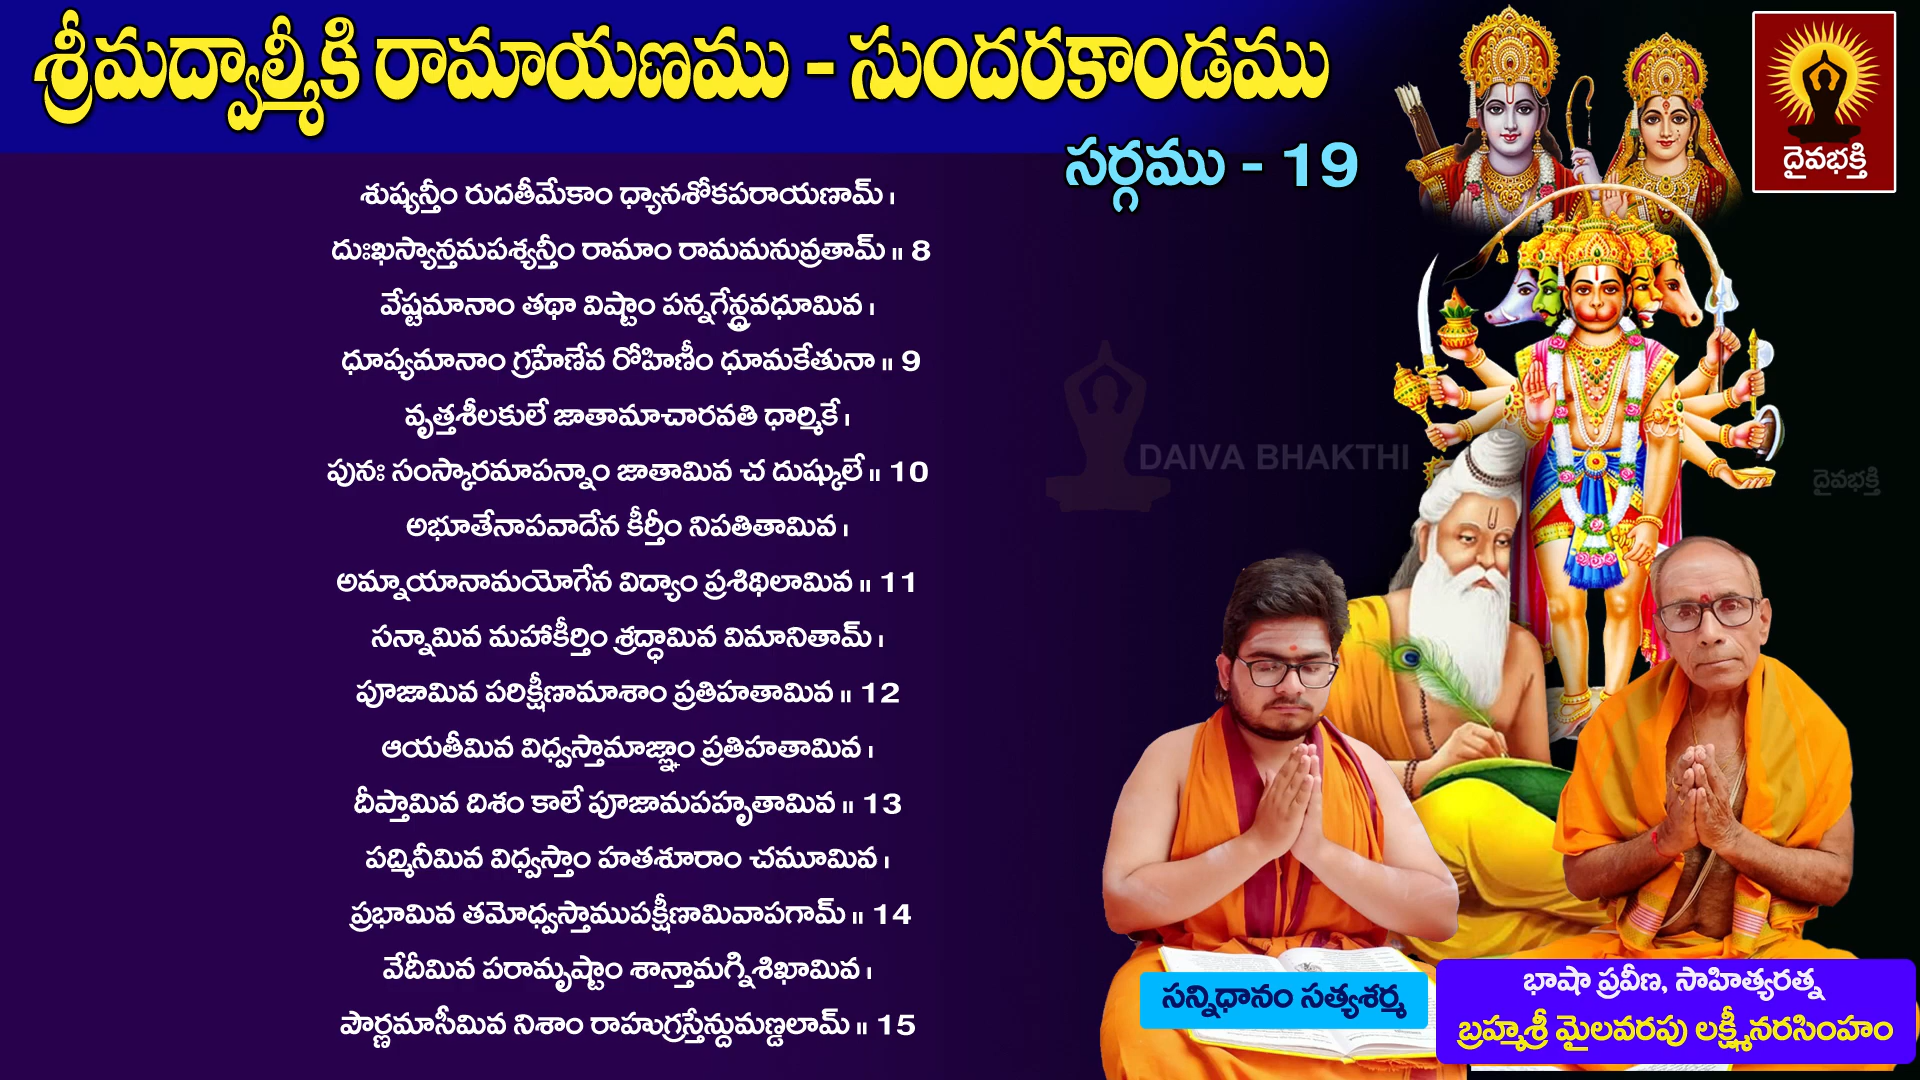 శ్రీమద్వాల్మీకి రామాయణము - సుందరకాండము
సర్గము - 19
దైవభక్తి
శుష్యన్తీం రుదతీమేకాం ధ్యానశోకపరాయణామ్ ।
దుఃఖస్యాన్తమపశ్యన్తీం రామాం రామమనువ్రతామ్ ॥ 8
వేష్టమానాం తథా విష్టాం పన్నగేన్ద్రవధూమివ ।
ధూప్యమానాం గ్రహేణేవ రోహిణీం ధూమకేతునా ॥ 9
వృత్తశీలకులే జాతామాచారవతి ధార్మికే ।
పునః సంస్కారమాపన్నాం జాతామివ చ దుష్కులే ॥ 10
అభూతేనాపవాదేన కీర్తీం నిపతితామివ ।
అమ్నాయానామయోగేన విద్యాం ప్రశిథిలామివ ॥ 11
సన్నామివ మహాకీర్తిం శ్రద్ధామివ విమానితామ్ ।
పూజామివ పరిక్షీణామాశాం ప్రతిహతామివ ॥ 12
ఆయతీమివ విధ్వస్తామాజ్ఞాం ప్రతిహతామివ ।
దీప్తామివ దిశం కాలే పూజామపహృతామివ ॥ 13
పద్మినీమివ విధ్వస్తాం హతశూరాం చమూమివ ।
ప్రభామివ తమోధ్వస్తాముపక్షీణామివాపగామ్ ॥ 14
వేదీమివ పరామృష్టాం శాన్తామగ్నిశిఖామివ ।
పౌర్ణమాసీమివ నిశాం రాహుగ్రస్తేన్దుమణ్డలామ్ ॥ 15
DAIVA BHAKTHI
దైవభక్తి
సన్నిధానం సత్యశర్మ
భాషా ప్రవీణ, సాహిత్యరత్న
బ్రహ్మశ్రీ మైలవరపు లక్ష్మీనరసింహం